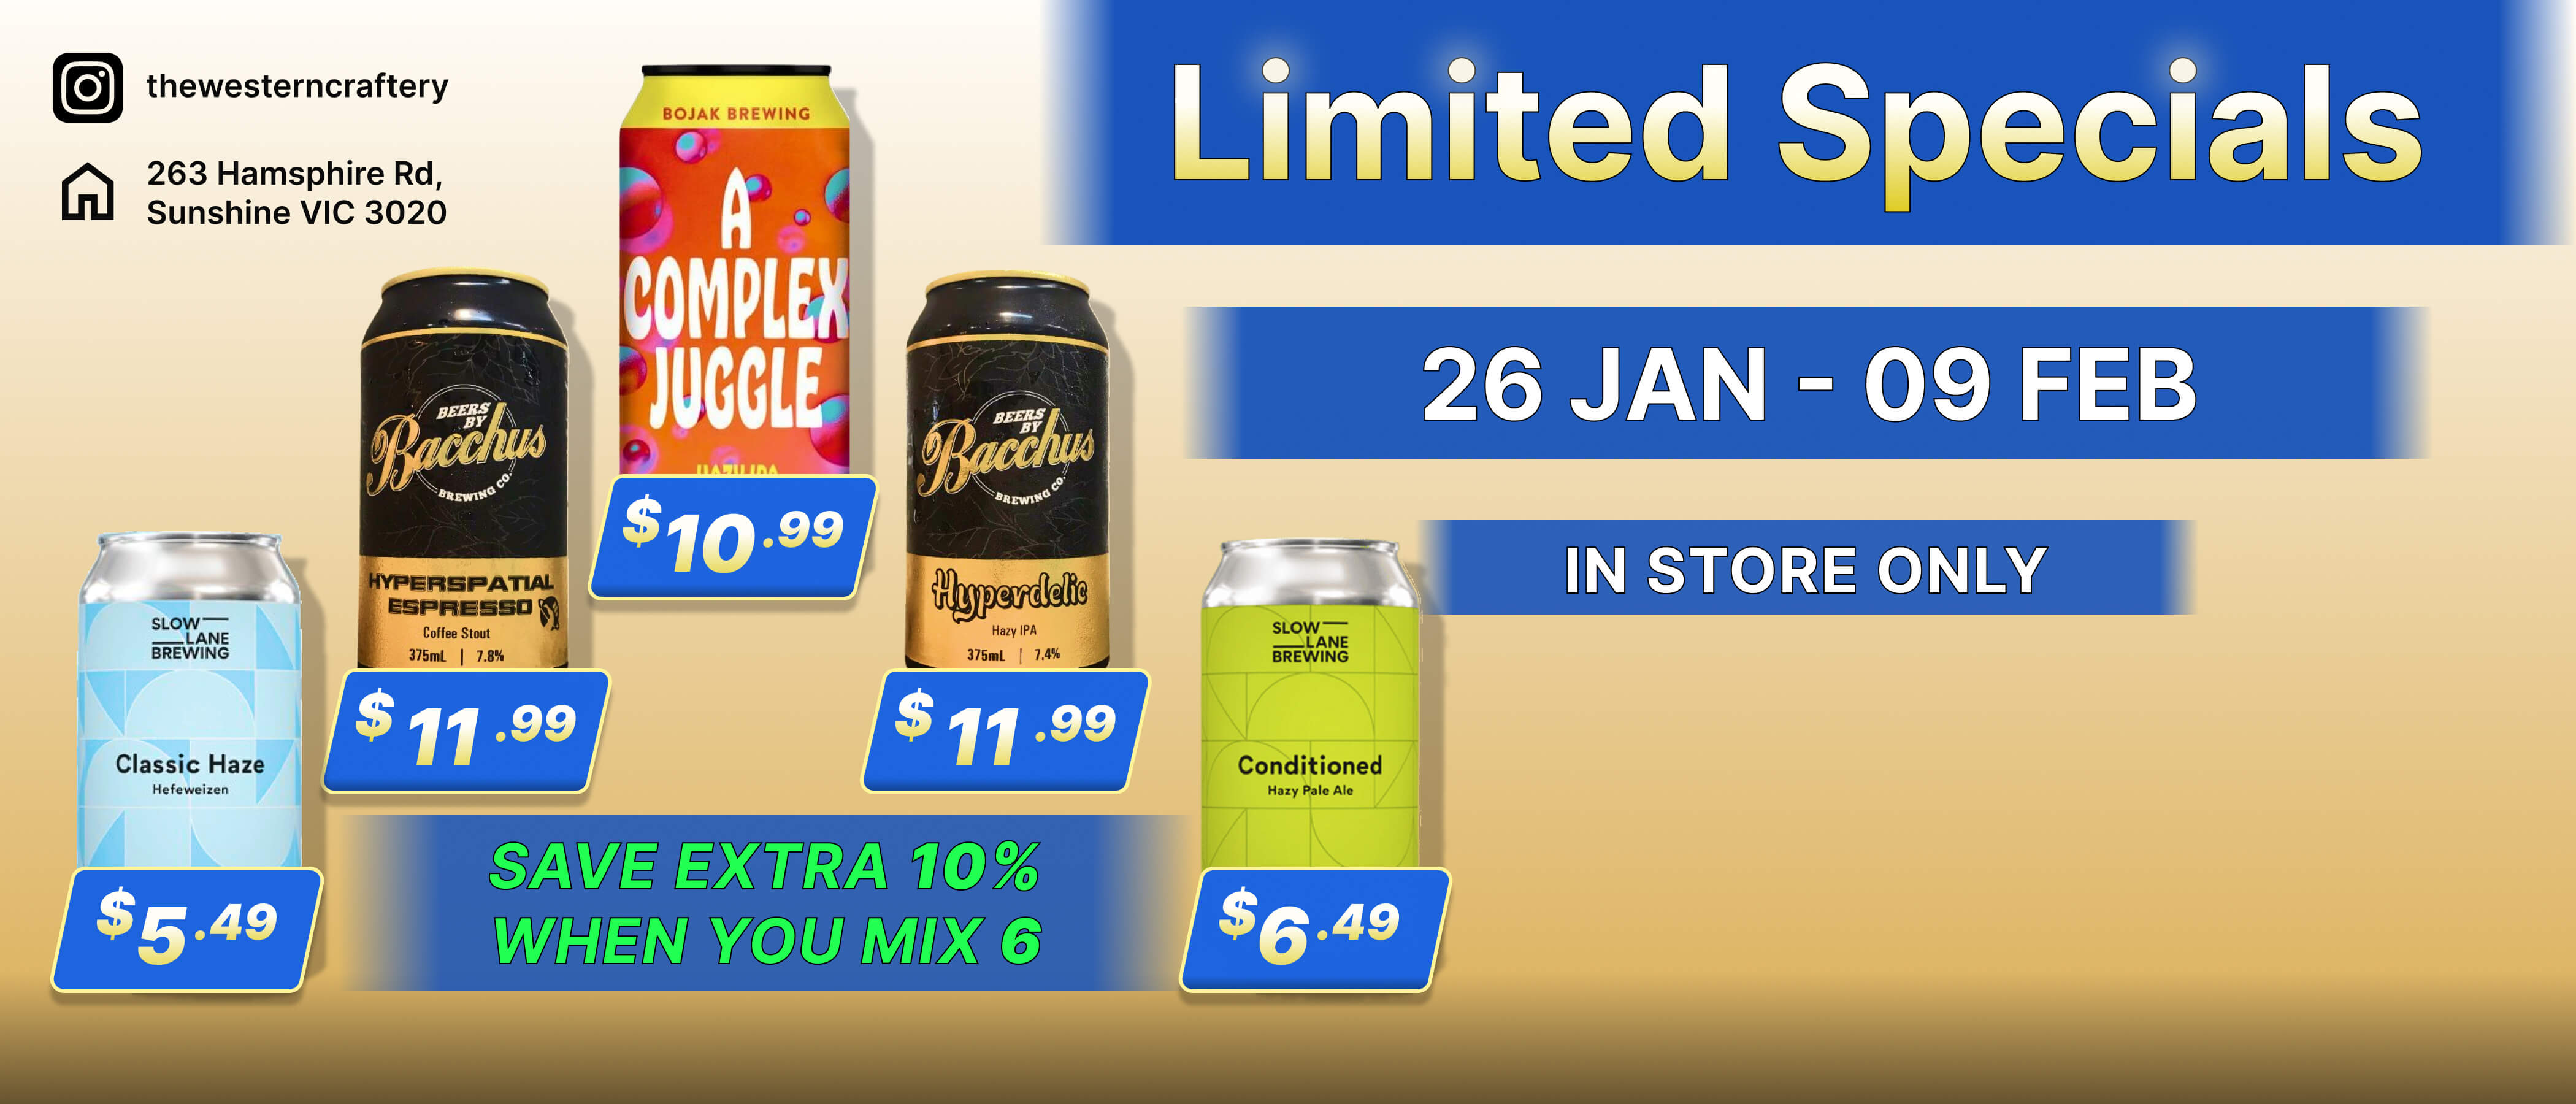 thewesterncraftery
263 Hamsphire Rd,
Sunshine VIC 3020
Limited Specials
26 JAN - 09 FEB
IN STORE ONLY
BOJAK BREWING
A
COMPLEX
JUGGLE
HAZY IPA
$10.99
BEERS
BY
Bacchus
BREWING CO.
HYPERSPATIAL
ESPRESSO
Coffee Stout
375mL | 7.8%
$11.99
BEERS
BY
Bacchus
BREWING CO.
Hyperdelic
Hazy IPA
375mL | 7.4%
$11.99
SLOW
LANE
BREWING
Classic Haze
Hefeweizen
$5.49
SAVE EXTRA 10%
WHEN YOU MIX 6
SLOW
LANE
BREWING
Conditioned
Hazy Pale Ale
$6.49